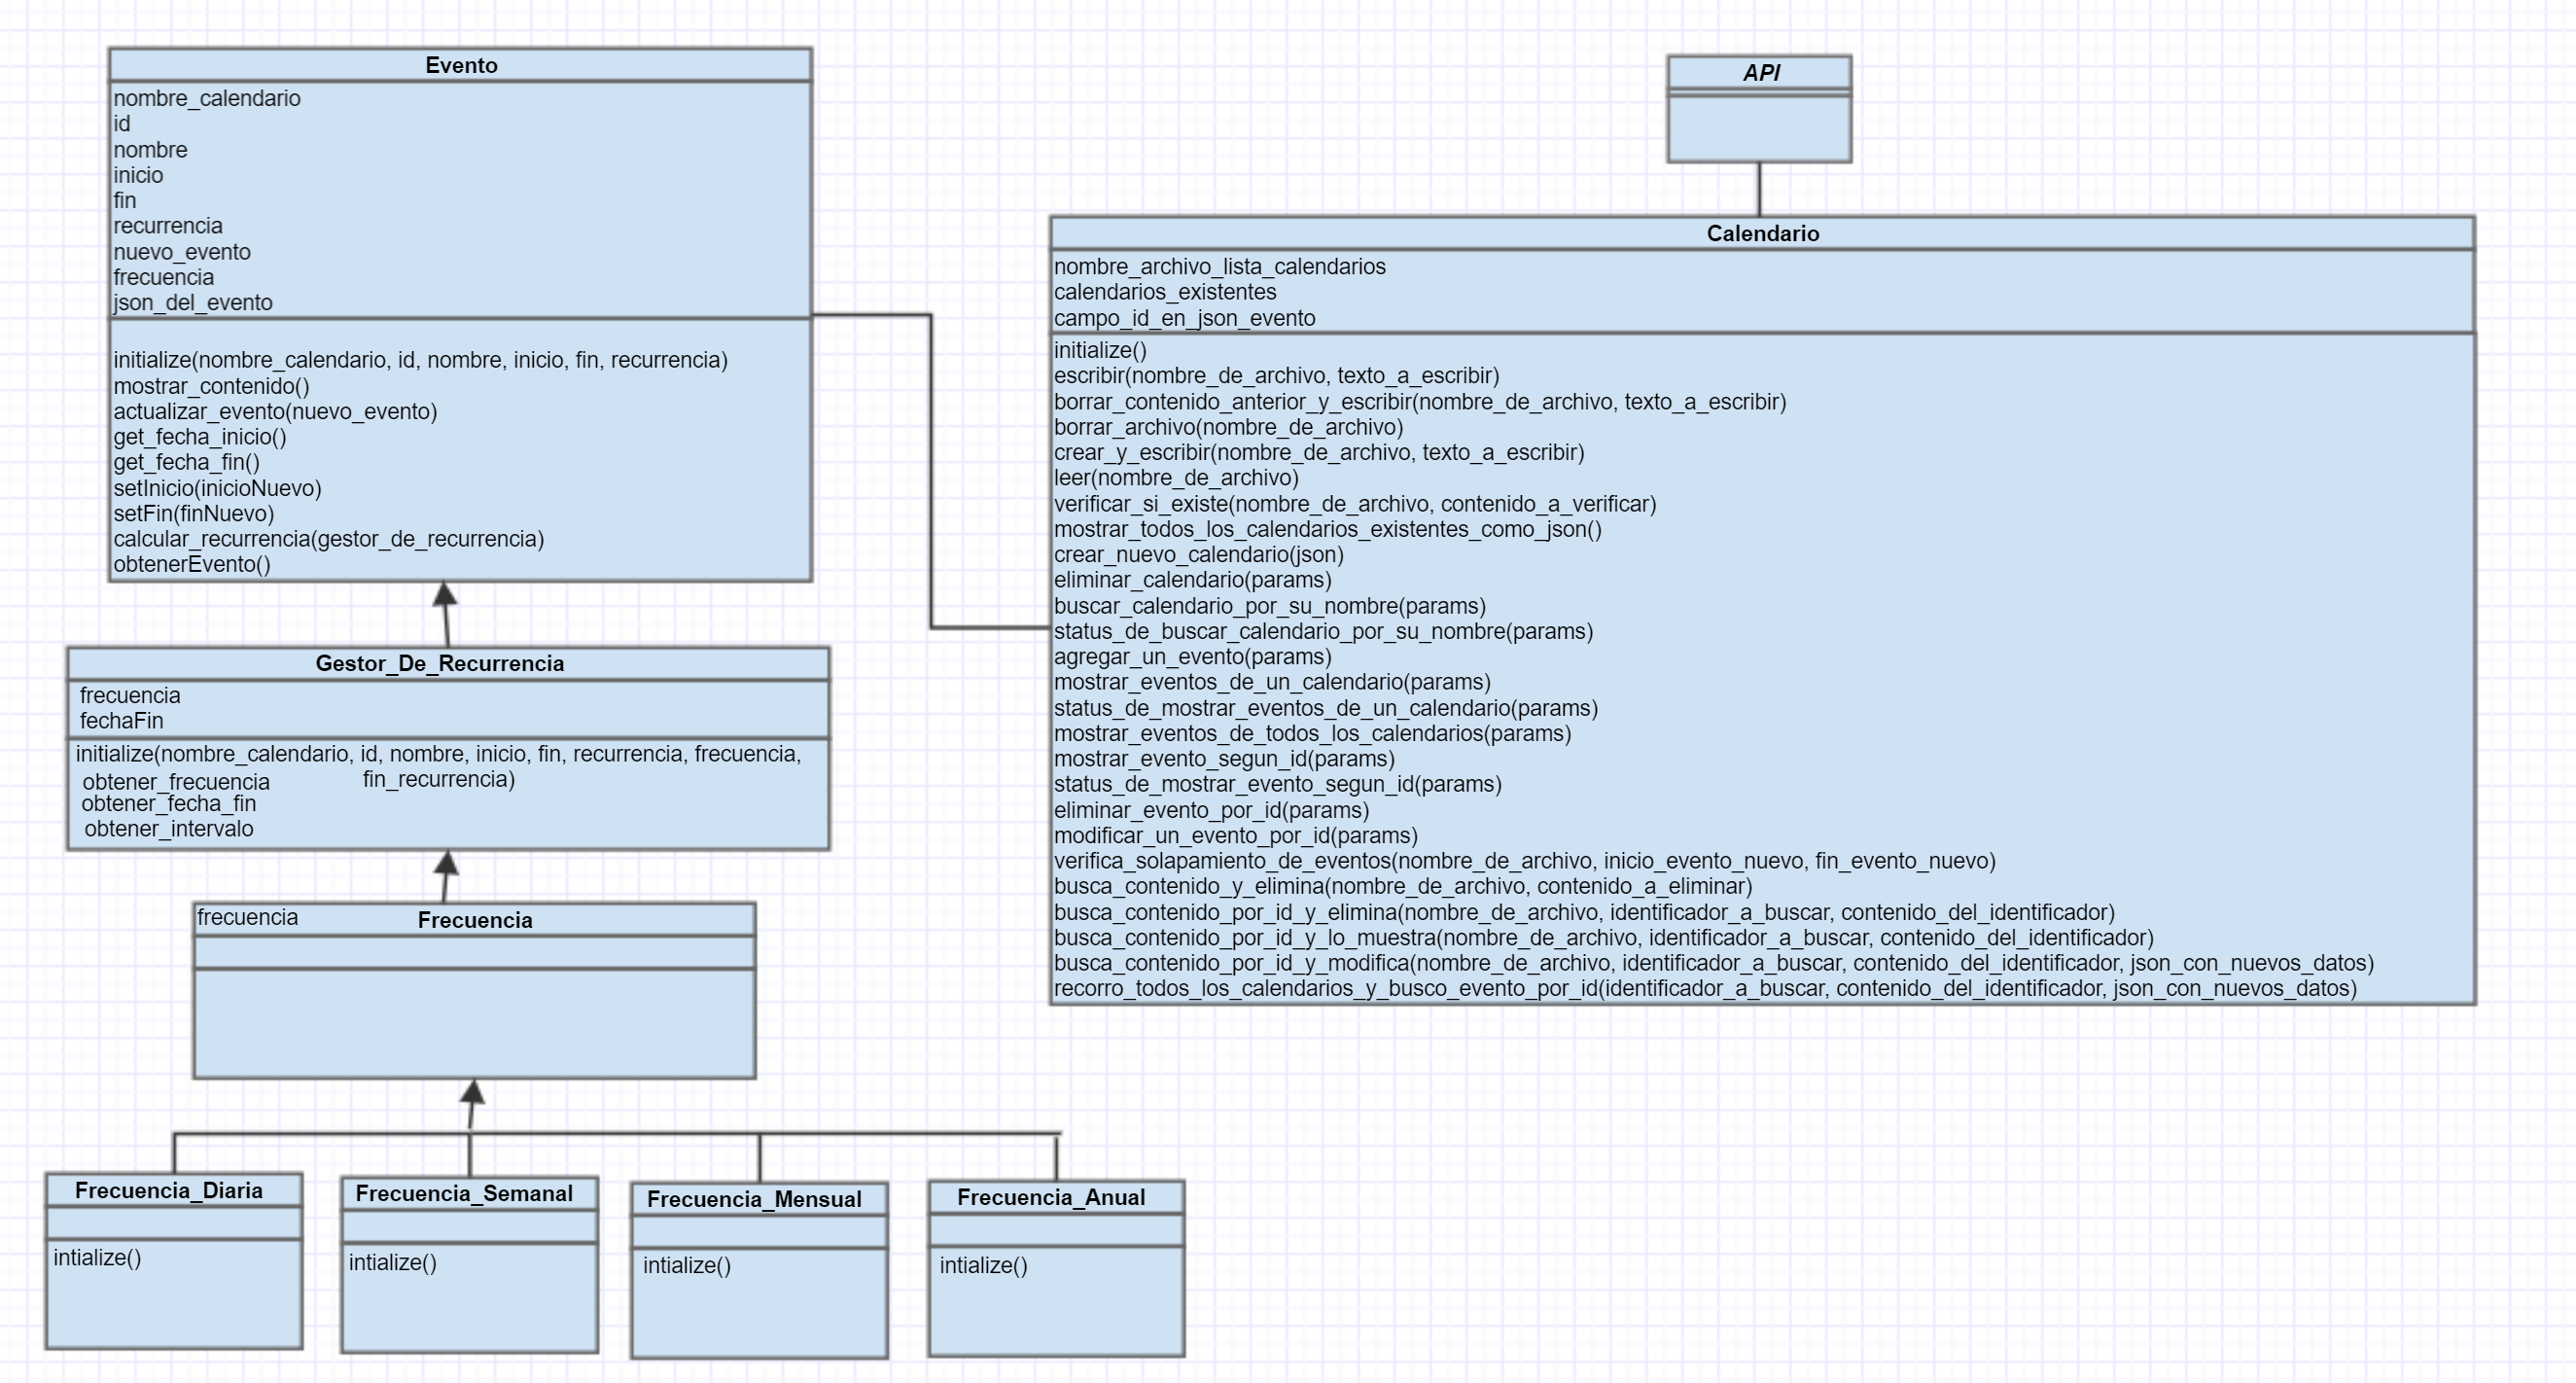 Evento
nombre_calendario
id
nombre
inicio
fin
recurrencia
nuevo_evento
frecuencia
json_del_evento
initialize(nombre_calendario, id, nombre, inicio, fin, recurrencia)
mostrar_contenido()
actualizar_evento(nuevo_evento)
get_fecha_inicio()
get_fecha_fin()
setInicio(inicioNuevo)
setFin(finNuevo)
calcular_recurrencia(gestor_de_recurrencia)
obtenerEvento()
Gestor_De_Recurrencia
frecuencia
fechaFin
initialize(nombre_calendario, id, nombre, inicio, fin, recurrencia, frecuencia,
fin_recurrencia)
obtener_frecuencia
obtener_fecha_fin
obtener_intervalo
frecuencia
Frecuencia
Frecuencia_Diaria
intialize()
Frecuencia_Semanal
intialize()
Frecuencia_Mensual
intialize()
Frecuencia_Anual
intialize()
API
Calendario
nombre_archivo_lista_calendarios
calendarios_existentes
campo_id_en_json_evento
initialize()
escribir(nombre_de_archivo, texto_a_escribir)
borrar_contenido_anterior_y_escribir(nombre_de_archivo, texto_a_escribir)
borrar_archivo(nombre_de_archivo)
crear_y_escribir(nombre_de_archivo, texto_a_escribir)
leer(nombre_de_archivo)
verificar_si_existe(nombre_de_archivo, contenido_a_verificar)
mostrar_todos_los_calendarios_existentes_como_json()
crear_nuevo_calendario(json)
eliminar_calendario(params)
buscar_calendario_por_su_nombre(params)
status_de_buscar_calendario_por_su_nombre(params)
agregar_un_evento(params)
mostrar_eventos_de_un_calendario(params)
status_de_mostrar_eventos_de_un_calendario(params)
mostrar_eventos_de_todos_los_calendarios(params)
mostrar_evento_segun_id(params)
status_de_mostrar_evento_segun_id(params)
eliminar_evento_por_id(params)
modificar_un_evento_por_id(params)
verifica_solapamiento_de_eventos(nombre_de_archivo, inicio_evento_nuevo, fin_evento_nuevo)
busca_contenido_y_elimina(nombre_de_archivo, contenido_a_eliminar)
busca_contenido_por_id_y_elimina(nombre_de_archivo, identificador_a_buscar, contenido_del_identificador)
busca_contenido_por_id_y_lo_muestra(nombre_de_archivo, identificador_a_buscar, contenido_del_identificador)
busca_contenido_por_id_y_modifica(nombre_de_archivo, identificador_a_buscar, contenido_del_identificador, json_con_nuevos_datos)
recorro_todos_los_calendarios_y_busco_evento_por_id(identificador_a_buscar, contenido_del_identificador, json_con_nuevos_datos)